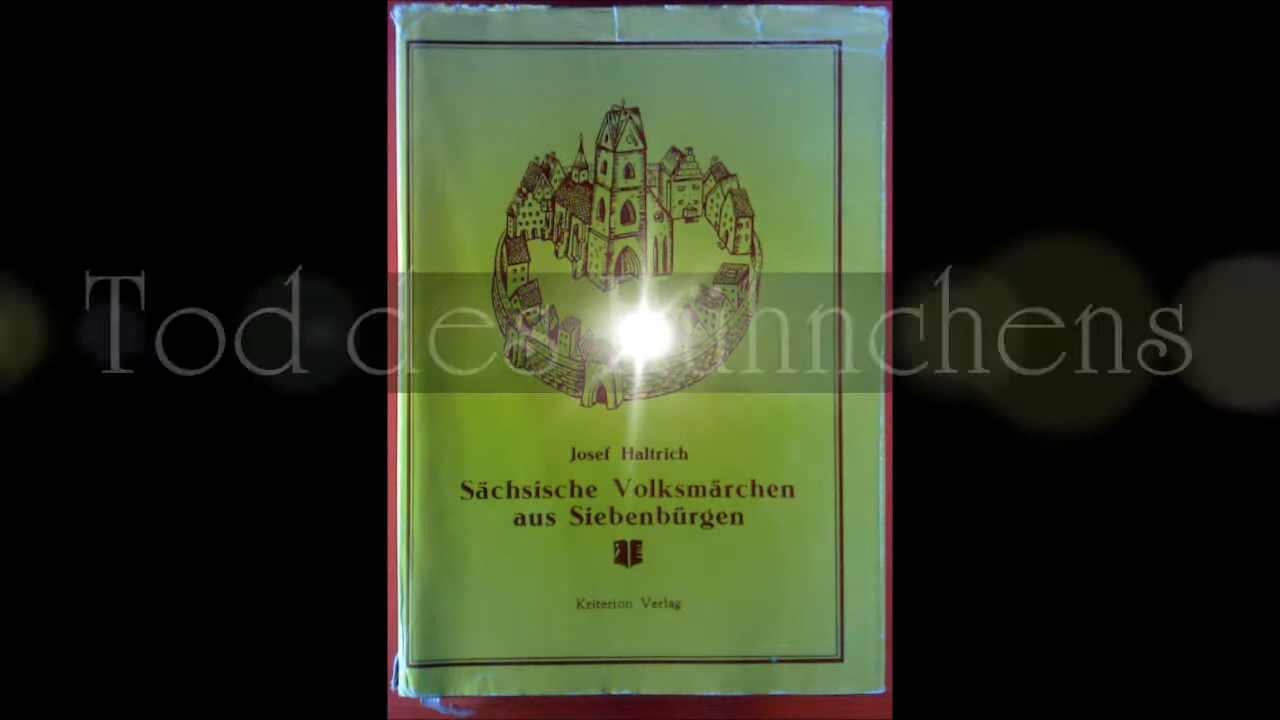 Tod des
Josef Haltrich
Sächsische Volksmärchen
aus Siebenbürgen
Kriterion Verlag